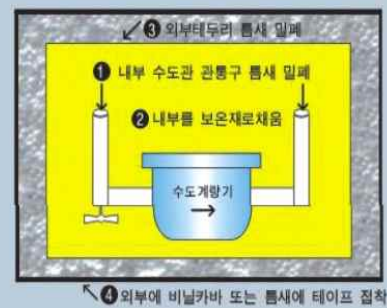 ❸ 외부테두리 틈새 밀폐
❶ 내부 수도관 관통구 틈새 밀폐
❷ 내부를 보온재로채움
수도계량기
❹ 외부에 비닐카바 또는 틈새에 테이프 접착